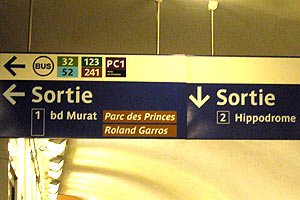 BUS 32 123 PC1
52 241
Sortie
1 bd Murat Parc des Princes
Roland Garros
Sortie
2 Hippodrome